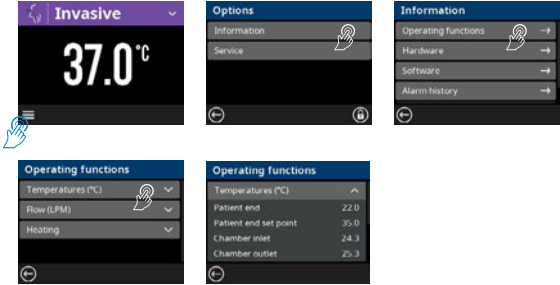 Invasive
37.0°C
Options
Information
Service
Information
Operating functions
Hardware
Software
Alarm history
Operating functions
Temperatures (°C)
Flow (LPM)
Heating
Operating functions
Temperatures (°C)
Patient end 22.0
Patient end set point 35.0
Chamber inlet 24.3
Chamber outlet 25.3